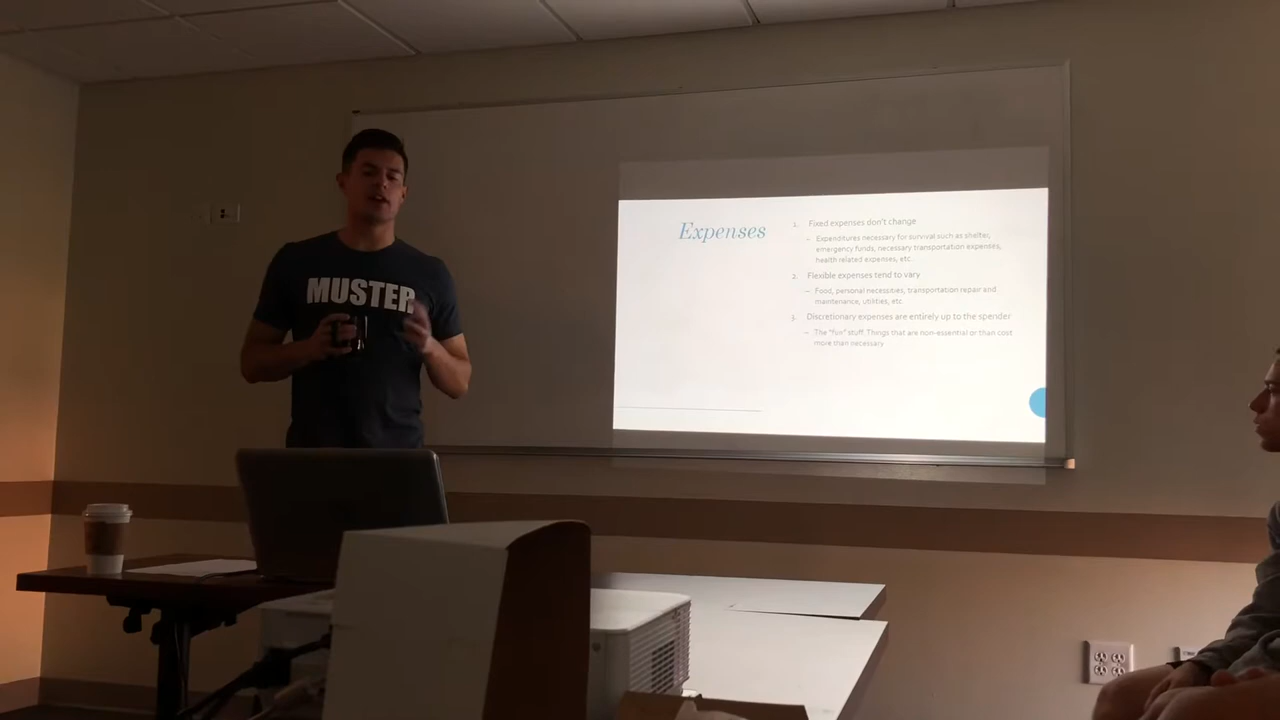 MUSTER
Expenses
1. Fixed expenses don't change
– Expenditures necessary for survival such as shelter,
emergency funds, necessary transportation expenses,
health related expenses, etc.
2. Flexible expenses tend to vary
– Food, personal necessities, transportation repair and
maintenance, utilities, etc
3. Discretionary expenses are entirely up to the spender
– The "fun" stuff. Things that are non-essential or than cost
more than necessary